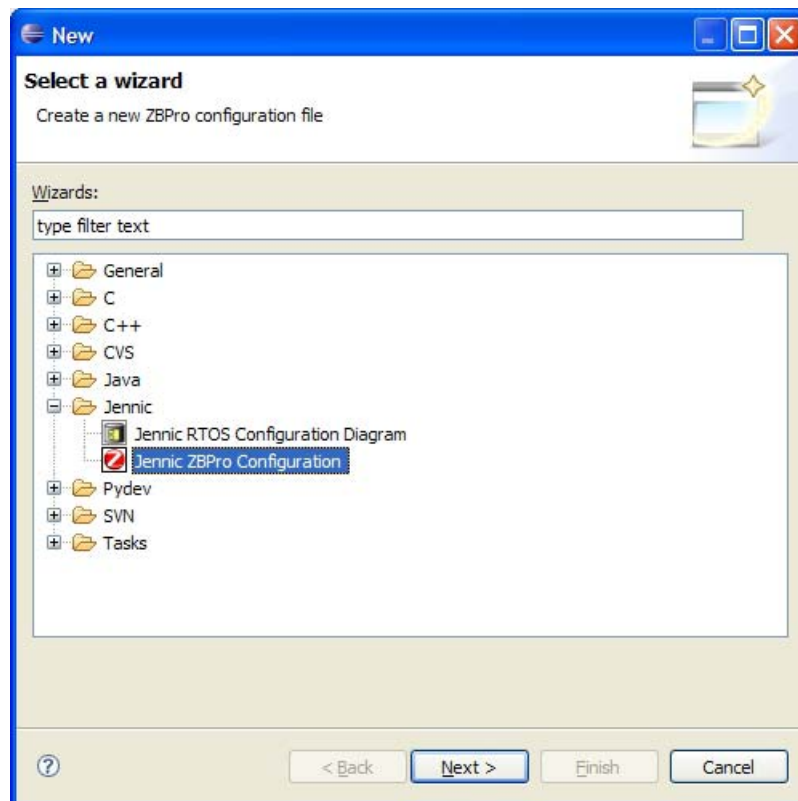 New
Select a wizard
Create a new ZBPro configuration file
Wizards:
type filter text
General
C
C++
CVS
Java
Jennic
Jennic RTOS Configuration Diagram
Jennic ZBPro Configuration
Pydev
SVN
Tasks
< Back Next > Finish Cancel